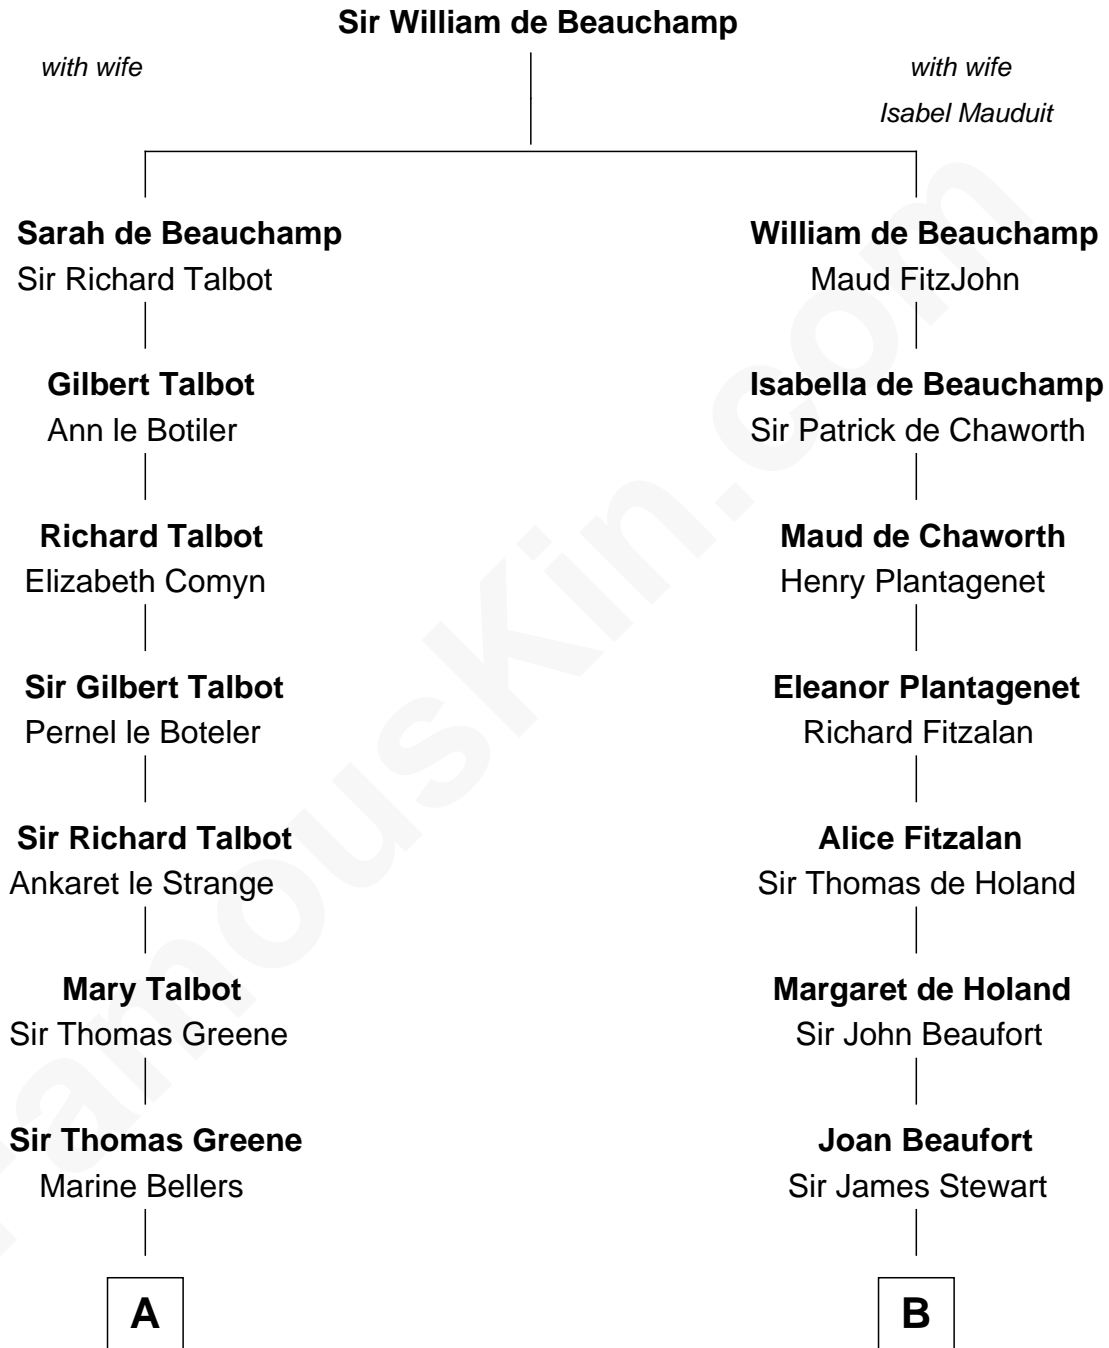 Sir William de Beauchamp
with wife
with wife
Isabel Mauduit
Sarah de Beauchamp
Sir Richard Talbot
William de Beauchamp
Maud FitzJohn
Gilbert Talbot
Ann le Botiler
Isabella de Beauchamp
Sir Patrick de Chaworth
Richard Talbot
Elizabeth Comyn
Maud de Chaworth
Henry Plantagenet
Sir Gilbert Talbot
Pernel le Boteler
Eleanor Plantagenet
Richard Fitzalan
Sir Richard Talbot
Ankaret le Strange
Alice Fitzalan
Sir Thomas de Holand
Mary Talbot
Sir Thomas Greene
Margaret de Holand
Sir John Beaufort
Sir Thomas Greene
Marine Bellers
Joan Beaufort
Sir James Stewart
A
B
FamousKin.com